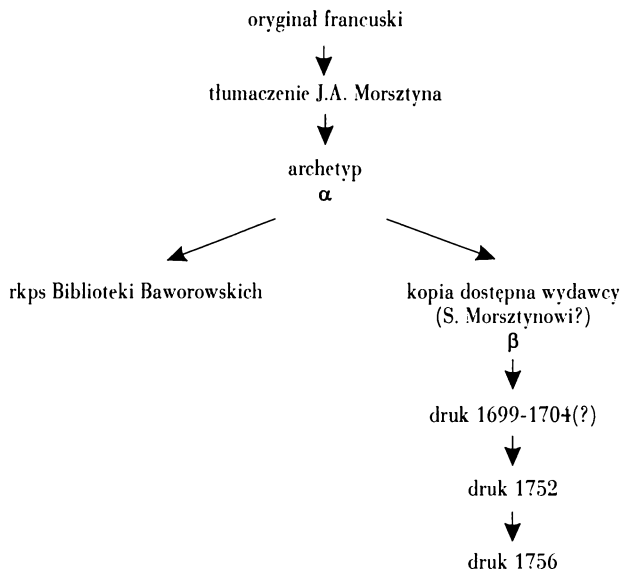 oryginał francuski
tłumaczenie J.A. Morsztyna
archetyp
α
rkps Biblioteki Baworowskich
kopia dostępna wydawcy
(S. Morsztynowi?)
β
druk 1699-1704(?)
druk 1752
druk 1756